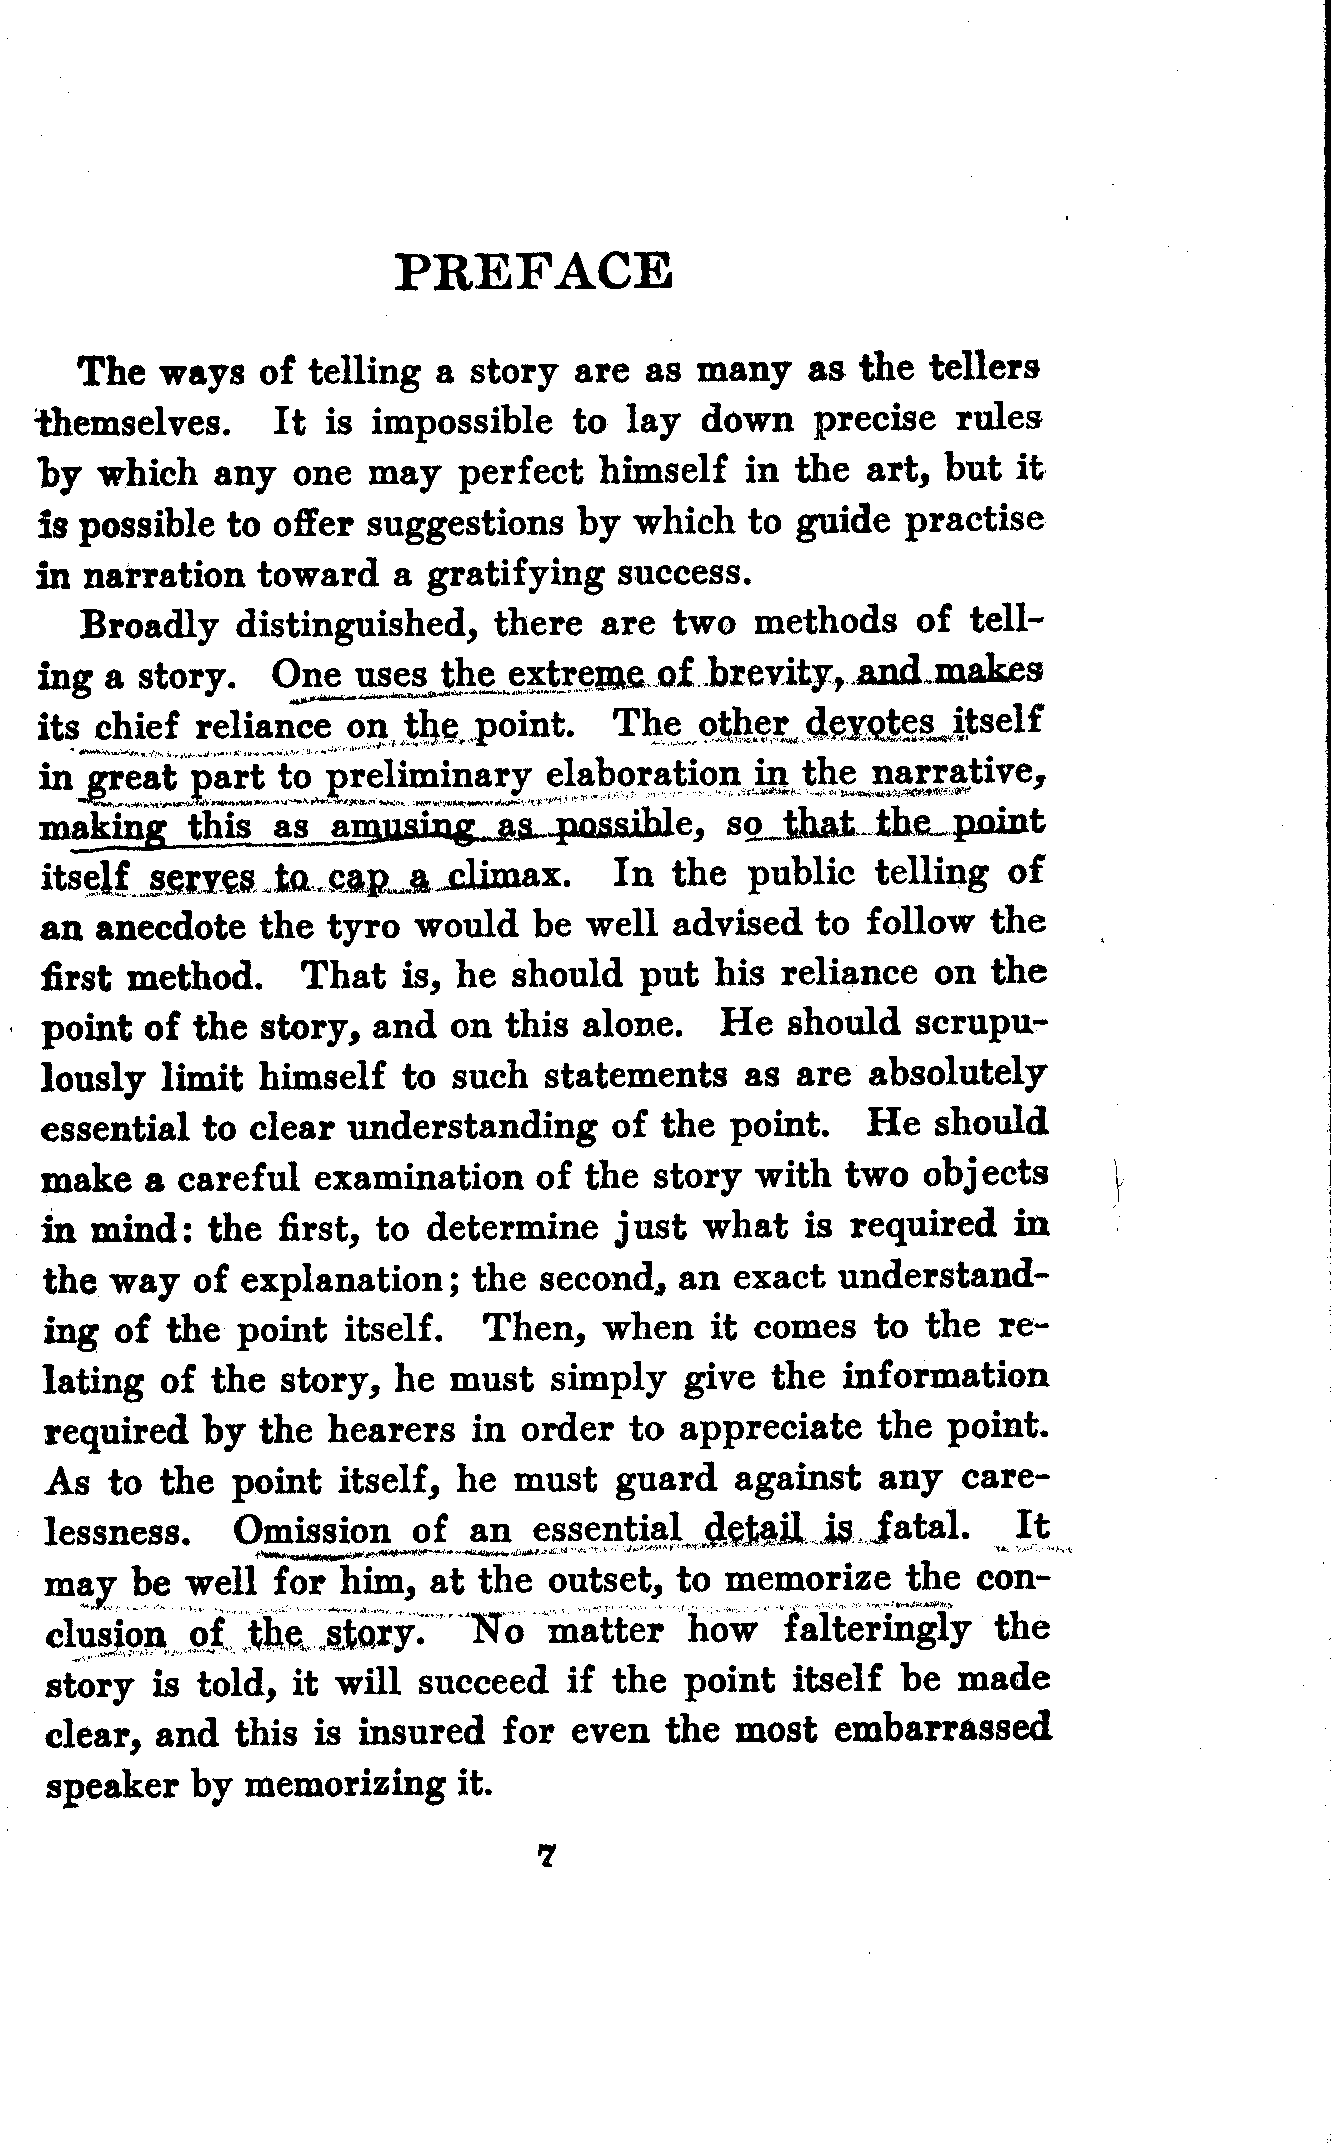 PREFACE
The ways of telling a story are as many as the tellers
themselves. It is impossible to lay down precise rules
by which any one may perfect himself in the art, but it
is possible to offer suggestions by which to guide practise
in narration toward a gratifying success.
Broadly distinguished, there are two methods of tell-
ing a story. One uses the extreme of brevity, and makes
its chief reliance on the point. The other devotes itself
in great part to preliminary elaboration in the narrative,
making this as amusing as possible, so that the point
itself serves to cap a climax. In the public telling of
an anecdote the tyro would be well advised to follow the
first method. That is, he should put his reliance on the
point of the story, and on this alone. He should scrupu-
lously limit himself to such statements as are absolutely
essential to clear understanding of the point. He should
make a careful examination of the story with two objects
in mind: the first, to determine just what is required in
the way of explanation; the second, an exact understand-
ing of the point itself. Then, when it comes to the re-
lating of the story, he must simply give the information
required by the hearers in order to appreciate the point.
As to the point itself, he must guard against any care-
lessness. Omission of an essential detail is fatal. It
may be well for him, at the outset, to memorize the con-
clusion of the story. No matter how falteringly the
story is told, it will succeed if the point itself be made
clear, and this is insured for even the most embarrassed
speaker by memorizing it.
7